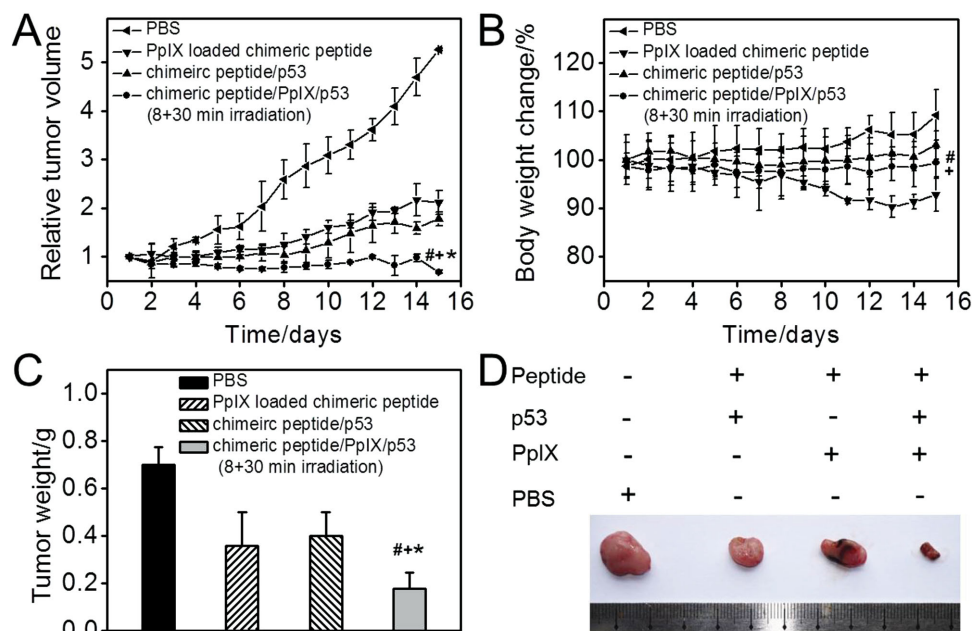 A
PBS
PpIX loaded chimeric peptide
chimeirc peptide/p53
chimeric peptide/PpIX/p53
(8+30 min irradiation)
Relative tumor volume
5
4
3
2
1
#+*
0 2 4 6 8 10 12 14 16
Time/days
B
PBS
PpIX loaded chimeric peptide
chimeric peptide/p53
chimeric peptide/PpIX/p53
(8+30 min irradiation)
Body weight change/%
120
110
100
90
80
#
+
0 2 4 6 8 10 12 14 16
Time/days
C
PBS
PpIX loaded chimeric peptide
chimeirc peptide/p53
chimeric peptide/PpIX/p53
(8+30 min irradiation)
Tumor weight/g
1.0
0.8
0.6
0.4
0.2
0.0
#+*
D
Peptide - + + +
p53 - + - +
PpIX - - + +
PBS + - - -